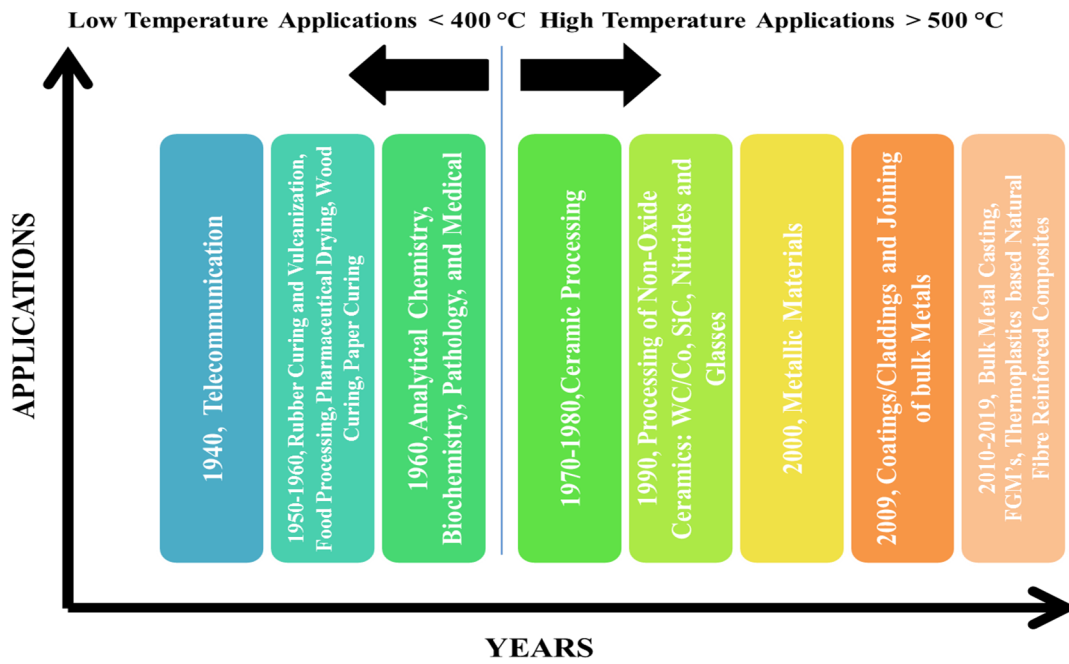 Low Temperature Applications < 400 °C
High Temperature Applications > 500 °C
APPLICATIONS
1940, Telecommunication
1950-1960, Rubber Curing and Vulcanization,
Food Processing, Pharmaceutical Drying, Wood
Curing, Paper Curing
1960, Analytical Chemistry,
Biochemistry, Pathology, and Medical
1970-1980,Ceramic Processing
1990, Processing of Non-Oxide
Ceramics: WC/Co, SiC, Nitrides and
Glasses
2000, Metallic Materials
2009, Coatings/Claddings and Joining
of bulk Metals
2010-2019, Bulk Metal Casting,
FGM's, Thermoplastics based Natural
Fibre Reinforced Composites
YEARS